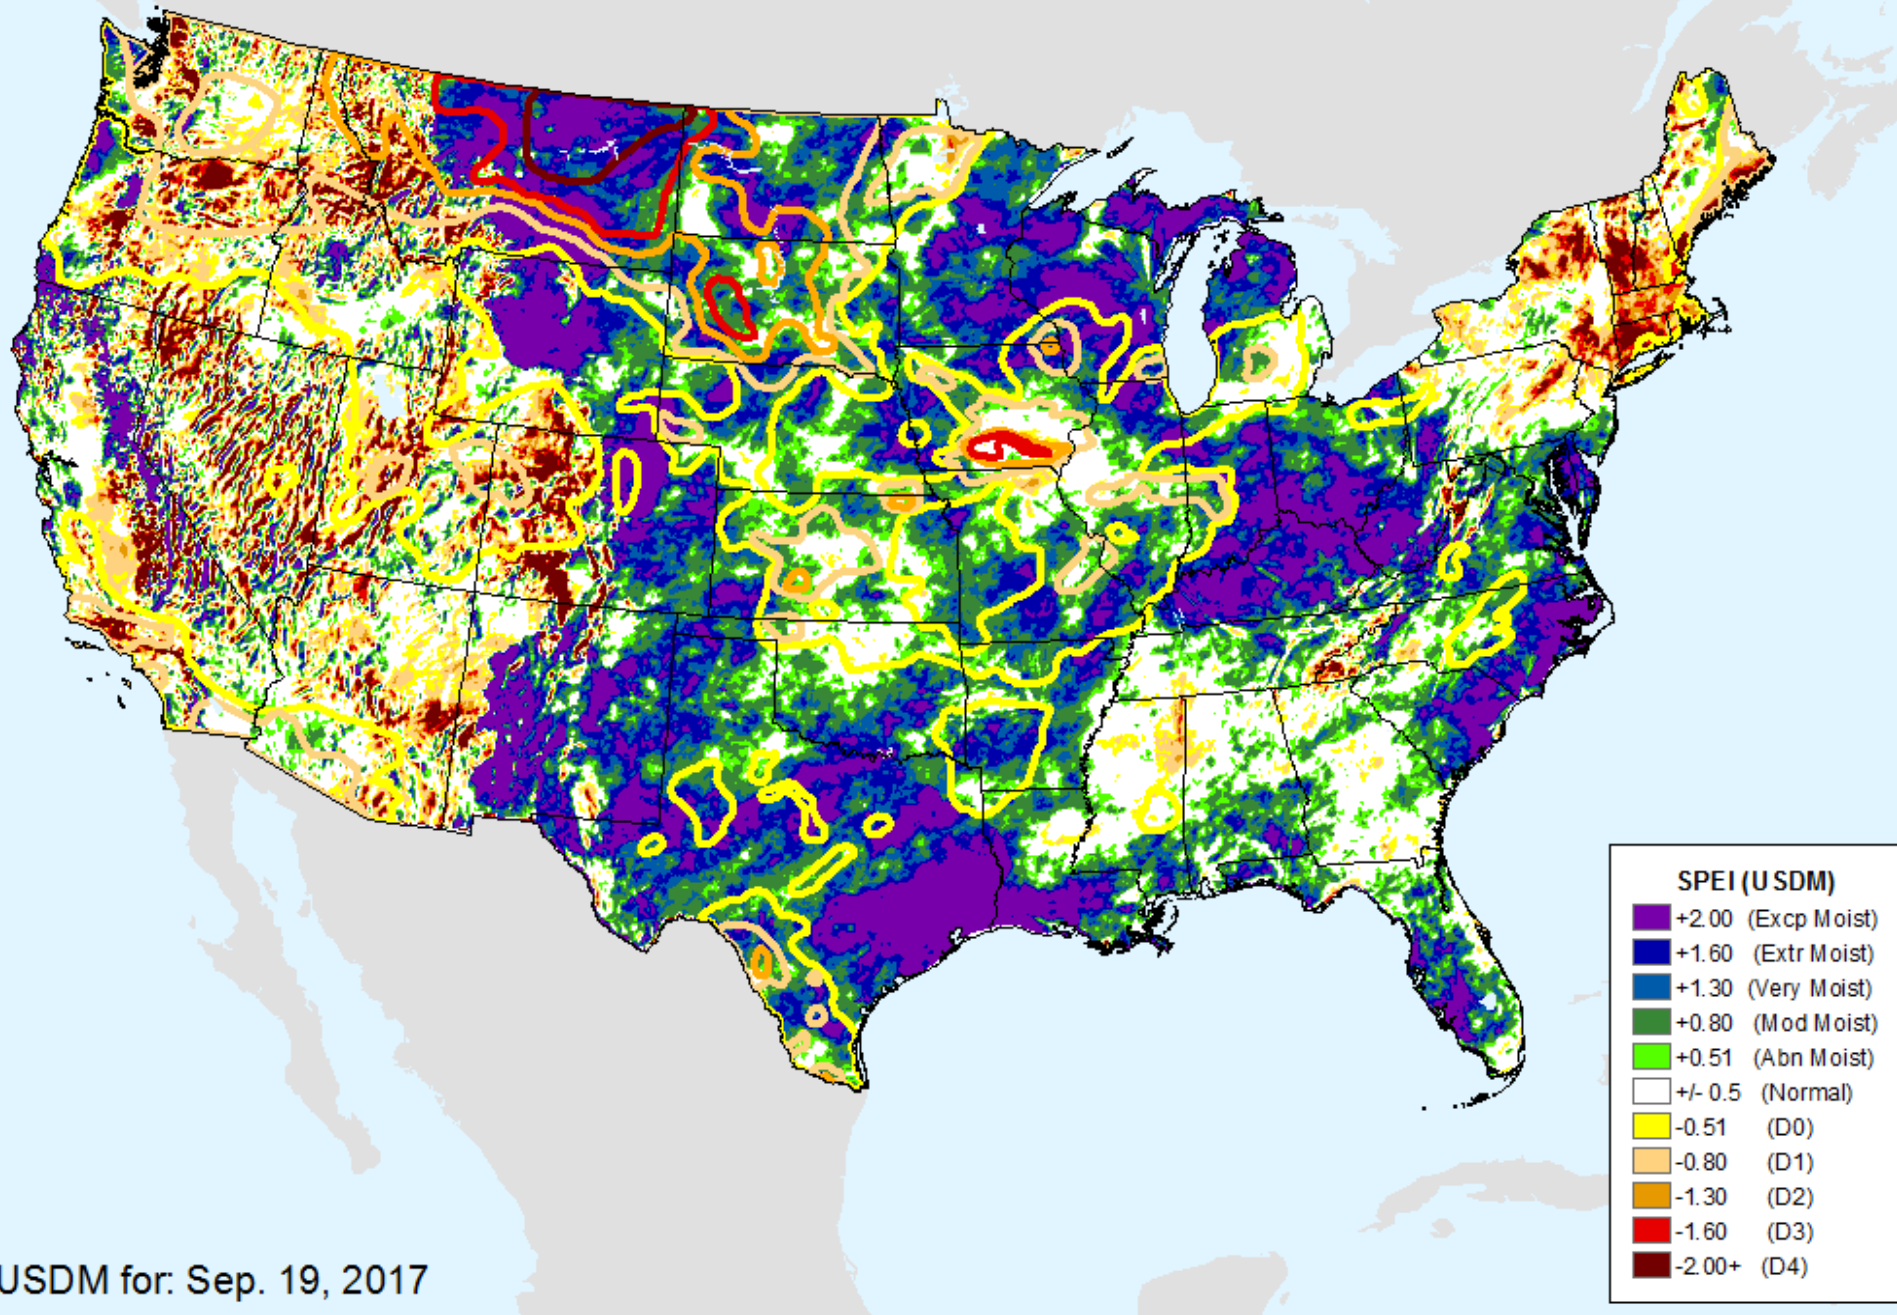 SPEI (USDM)
+2.00 (Excp Moist)
+1.60 (Extr Moist)
+1.30 (Very Moist)
+0.80 (Mod Moist)
+0.51 (Abn Moist)
+/- 0.5 (Normal)
-0.51 (D0)
-0.80 (D1)
-1.30 (D2)
-1.60 (D3)
-2.00+ (D4)
USDM for: Sep. 19, 2017